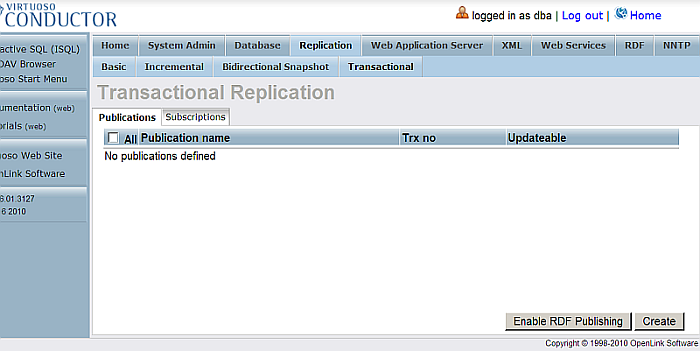 VIRTUOSO
CONDUCTOR
logged in as dba | Log out | Home
active SQL (ISQL)
DAV Browser
oso Start Menu
umentation (web)
orials (web)
uoso Web Site
nLink Software
6.01.3127
6 2010
Home System Admin Database Replication Web Application Server XML Web Services RDF NNTP
Basic Incremental Bidirectional Snapshot Transactional
Transactional Replication
Publications Subscriptions
All Publication name Trx no Updateable
No publications defined
Enable RDF Publishing Create
Copyright © 1998-2010 OpenLink Software